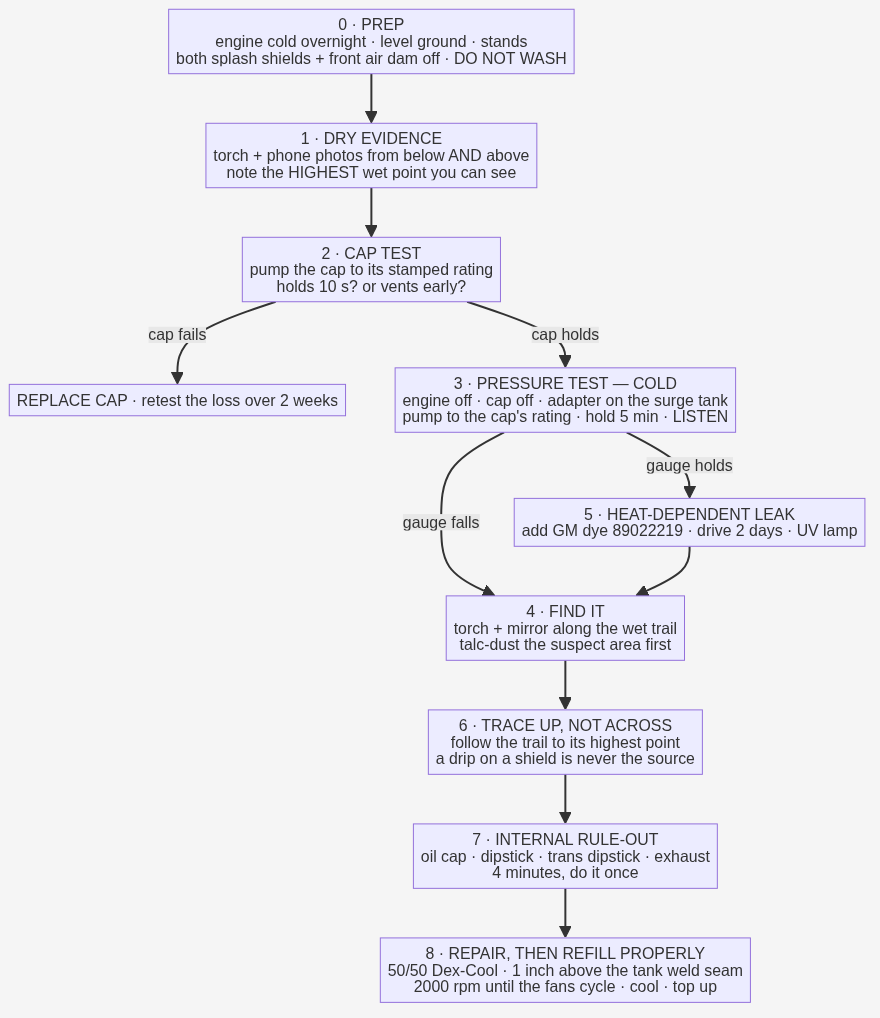 0 · PREP
engine cold overnight · level ground · stands
both splash shields + front air dam off · DO NOT WASH
1 · DRY EVIDENCE
torch + phone photos from below AND above
note the HIGHEST wet point you can see
2 · CAP TEST
pump the cap to its stamped rating
holds 10 s? or vents early?
cap fails
cap holds
REPLACE CAP · retest the loss over 2 weeks
3 · PRESSURE TEST — COLD
engine off · cap off · adapter on the surge tank
pump to the cap's rating · hold 5 min · LISTEN
gauge holds
gauge falls
5 · HEAT-DEPENDENT LEAK
add GM dye 89022219 · drive 2 days · UV lamp
4 · FIND IT
torch + mirror along the wet trail
talc-dust the suspect area first
6 · TRACE UP, NOT ACROSS
follow the trail to its highest point
a drip on a shield is never the source
7 · INTERNAL RULE-OUT
oil cap · dipstick · trans dipstick · exhaust
4 minutes, do it once
8 · REPAIR, THEN REFILL PROPERLY
50/50 Dex-Cool · 1 inch above the tank weld seam
2000 rpm until the fans cycle · cool · top up